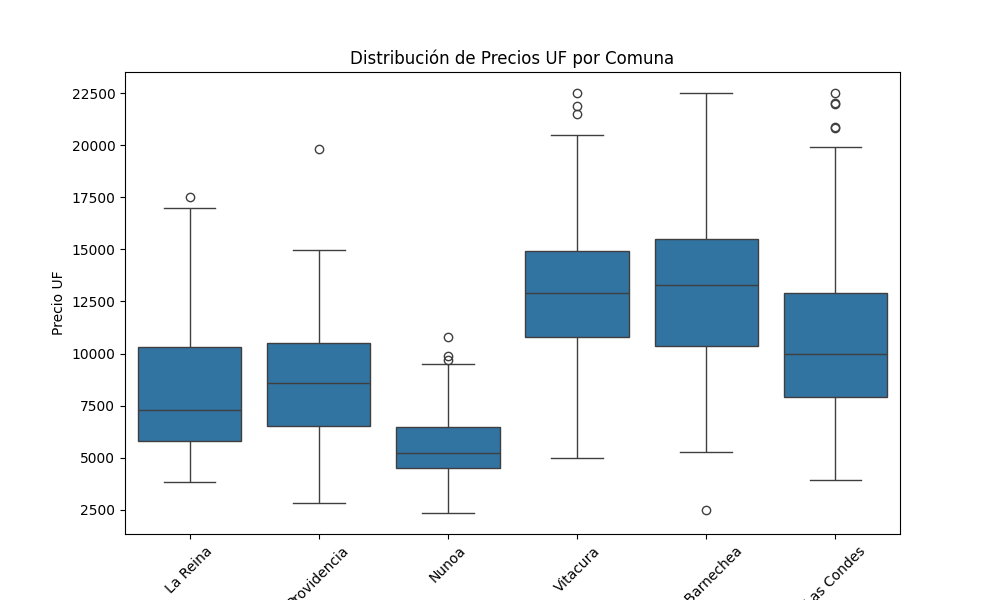 Distribución de Precios UF por Comuna
Precio UF
22500
20000
17500
15000
12500
10000
7500
5000
2500
La Reina
Providencia
Nunoa
Vitacura
Barnechea
Las Condes